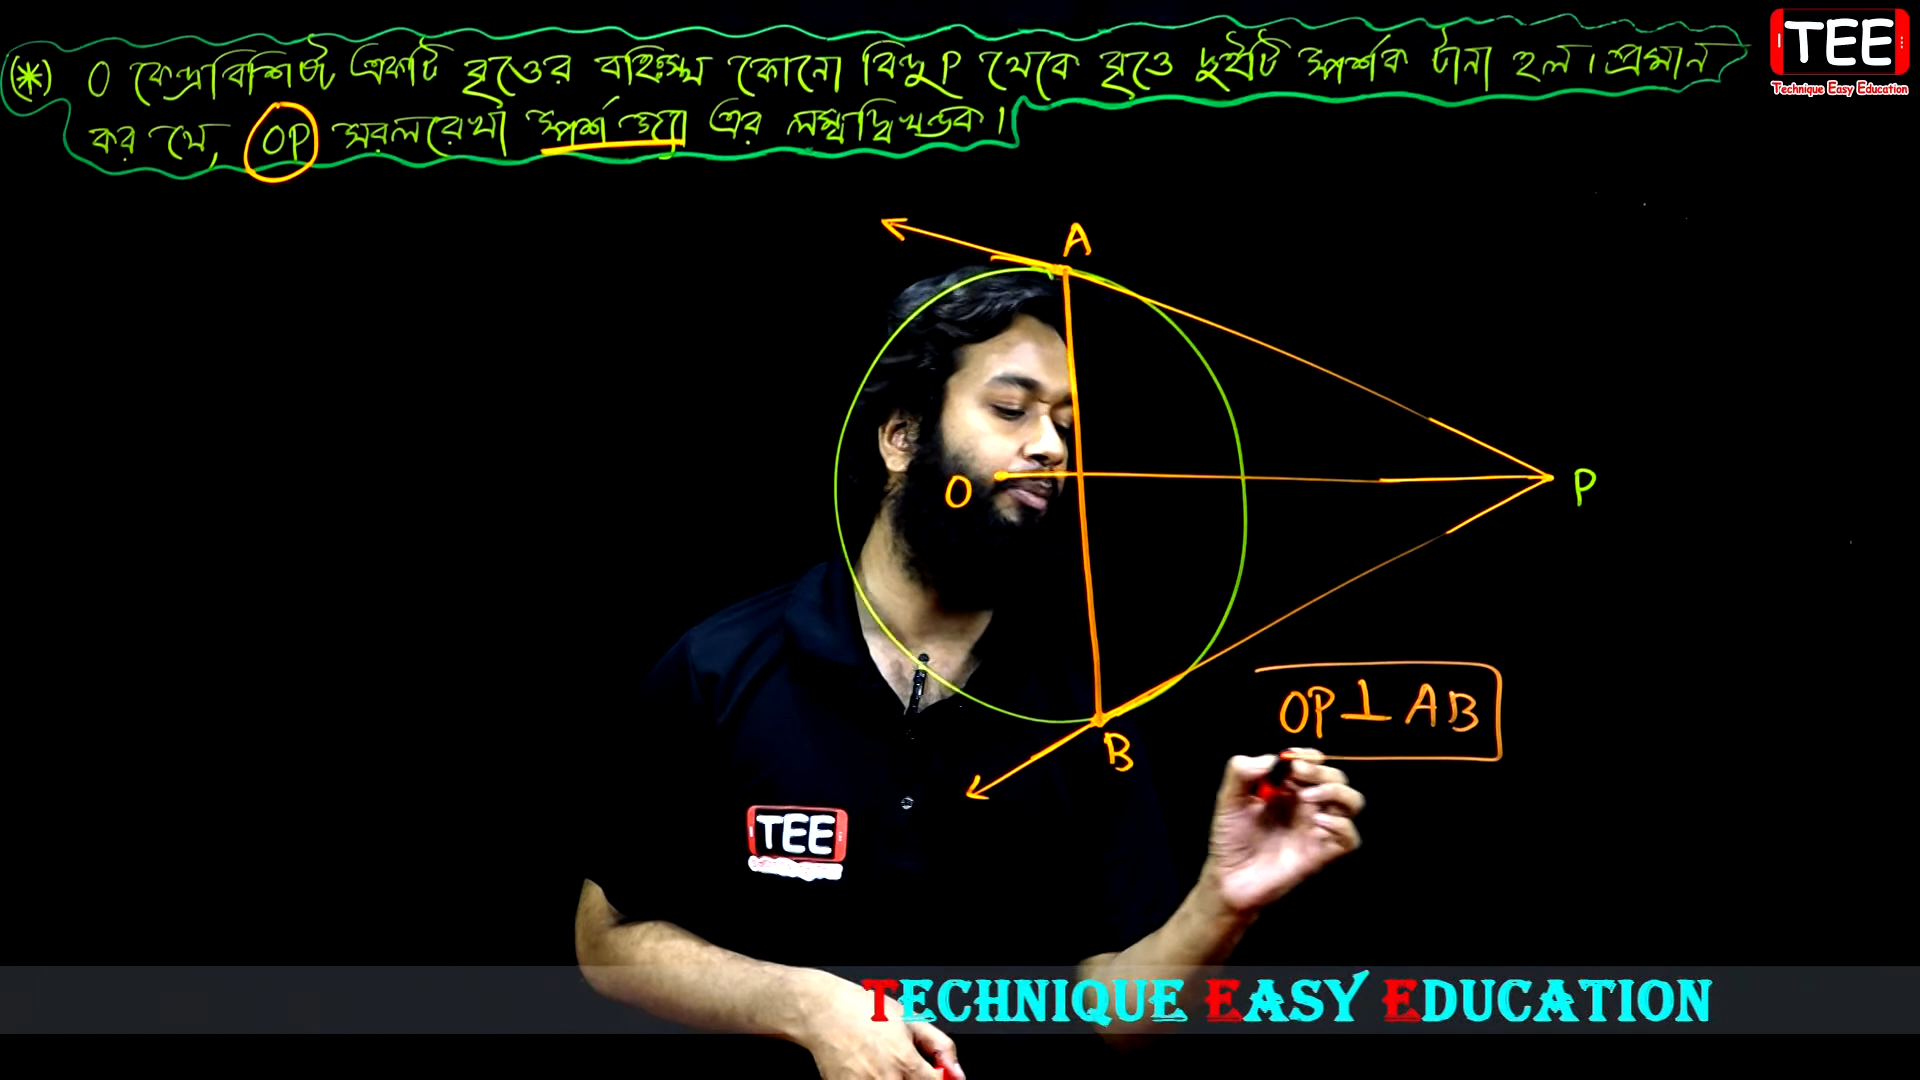 (*) O কেন্দ্রবিশিষ্ট একটি বৃত্তের বহিঃস্থ কোনো বিন্দু P থেকে বৃত্তে দুইটি স্পর্শক টানা হল। প্রমান
কর যে, OP সরলরেখা স্পর্শ জ্যা এর লম্বদ্বিখন্ডক।
TEE
Technique Easy Education
A
O
P
B
OP⊥AB
TEE
TECHNIQUE EASY EDUCATION